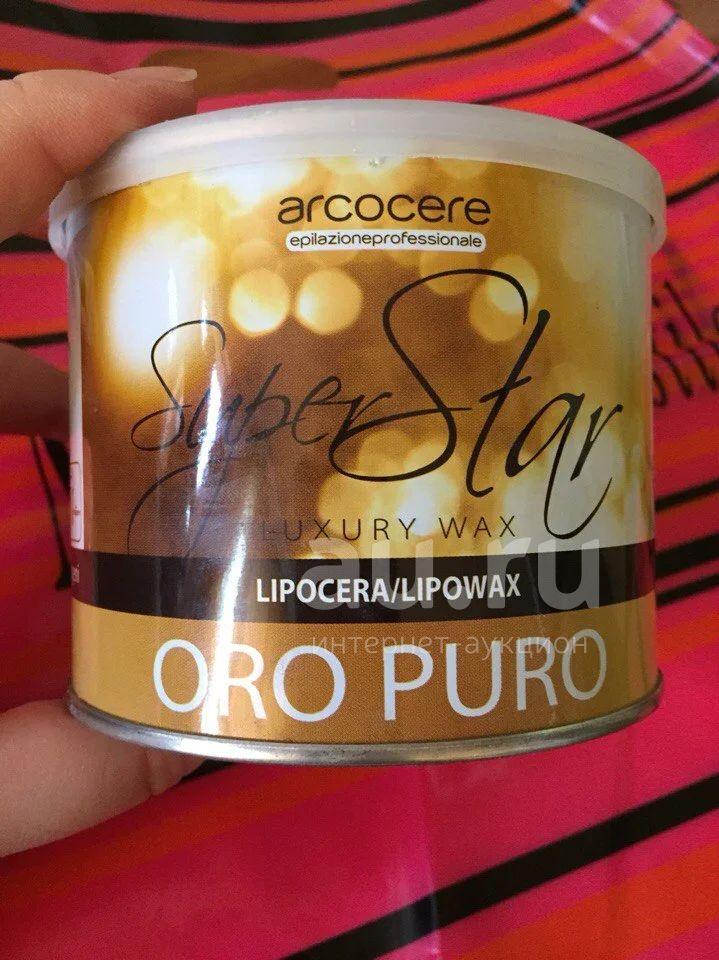 arcocere
epilazioneprofessionale
SuperStar
LUXURY WAX
LIPOCERA/LIPOWAX
ORO PURO
au.ru
интернет-аукцион